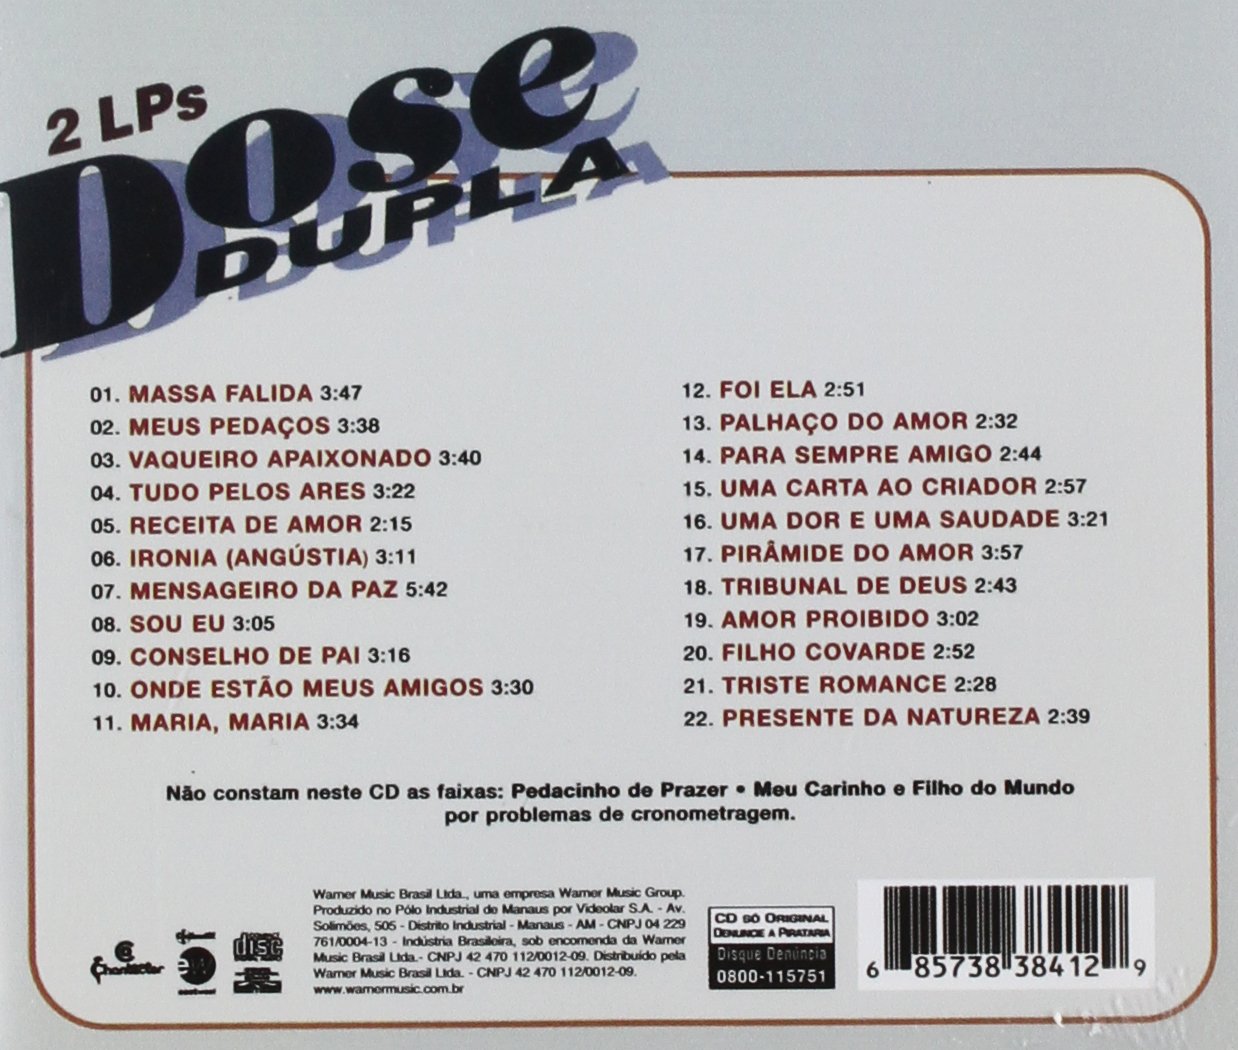 2 LPs
Dose
DUPLA
01. MASSA FALIDA 3:47
02. MEUS PEDAÇOS 3:38
03. VAQUEIRO APAIXONADO 3:40
04. TUDO PELOS ARES 3:22
05. RECEITA DE AMOR 2:15
06. IRONIA (ANGÚSTIA) 3:11
07. MENSAGEIRO DA PAZ 5:42
08. SOU EU 3:05
09. CONSELHO DE PAI 3:16
10. ONDE ESTÃO MEUS AMIGOS 3:30
11. MARIA, MARIA 3:34
12. FOI ELA 2:51
13. PALHAÇO DO AMOR 2:32
14. PARA SEMPRE AMIGO 2:44
15. UMA CARTA AO CRIADOR 2:57
16. UMA DOR E UMA SAUDADE 3:21
17. PIRÂMIDE DO AMOR 3:57
18. TRIBUNAL DE DEUS 2:43
19. AMOR PROIBIDO 3:02
20. FILHO COVARDE 2:52
21. TRISTE ROMANCE 2:28
22. PRESENTE DA NATUREZA 2:39
Não constam neste CD as faixas: Pedacinho de Prazer • Meu Carinho e Filho do Mundo
por problemas de cronometragem.
Chantecler
disc
Warner Music Brasil Ltda., uma empresa Warner Music Group.
Produzido no Pólo Industrial de Manaus por Videolar S.A. - Av.
Solimões, 505 - Distrito Industrial - Manaus - AM - CNPJ 04 229
761/0004-13 - Indústria Brasileira, sob encomenda da Warner
Music Brasil Ltda.- CNPJ 42 470 112/0012-09. Distribuído pela
Warner Music Brasil Ltda. - CNPJ 42 470 112/0012-09.
www.warnermusic.com.br
CD SÓ ORIGINAL
DENUNCIE A PIRATARIA
Disque Denúncia
0800-115751
6 85738 38412 9